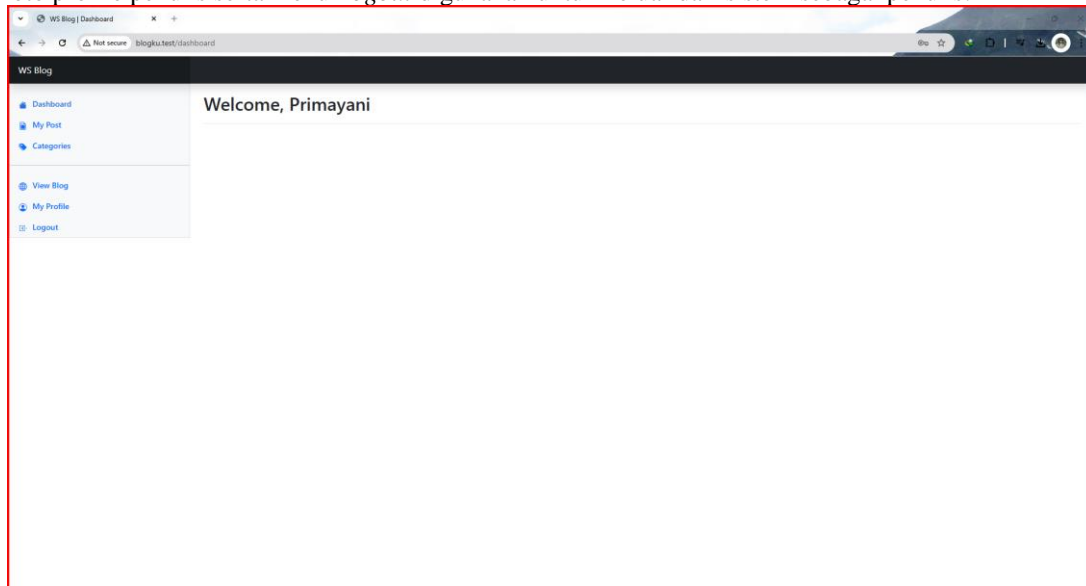 WS Blog | Dashboard
Not secure
blogku.test/dashboard
WS Blog
Dashboard
Welcome, Primayani
My Post
Categories
View Blog
My Profile
Logout